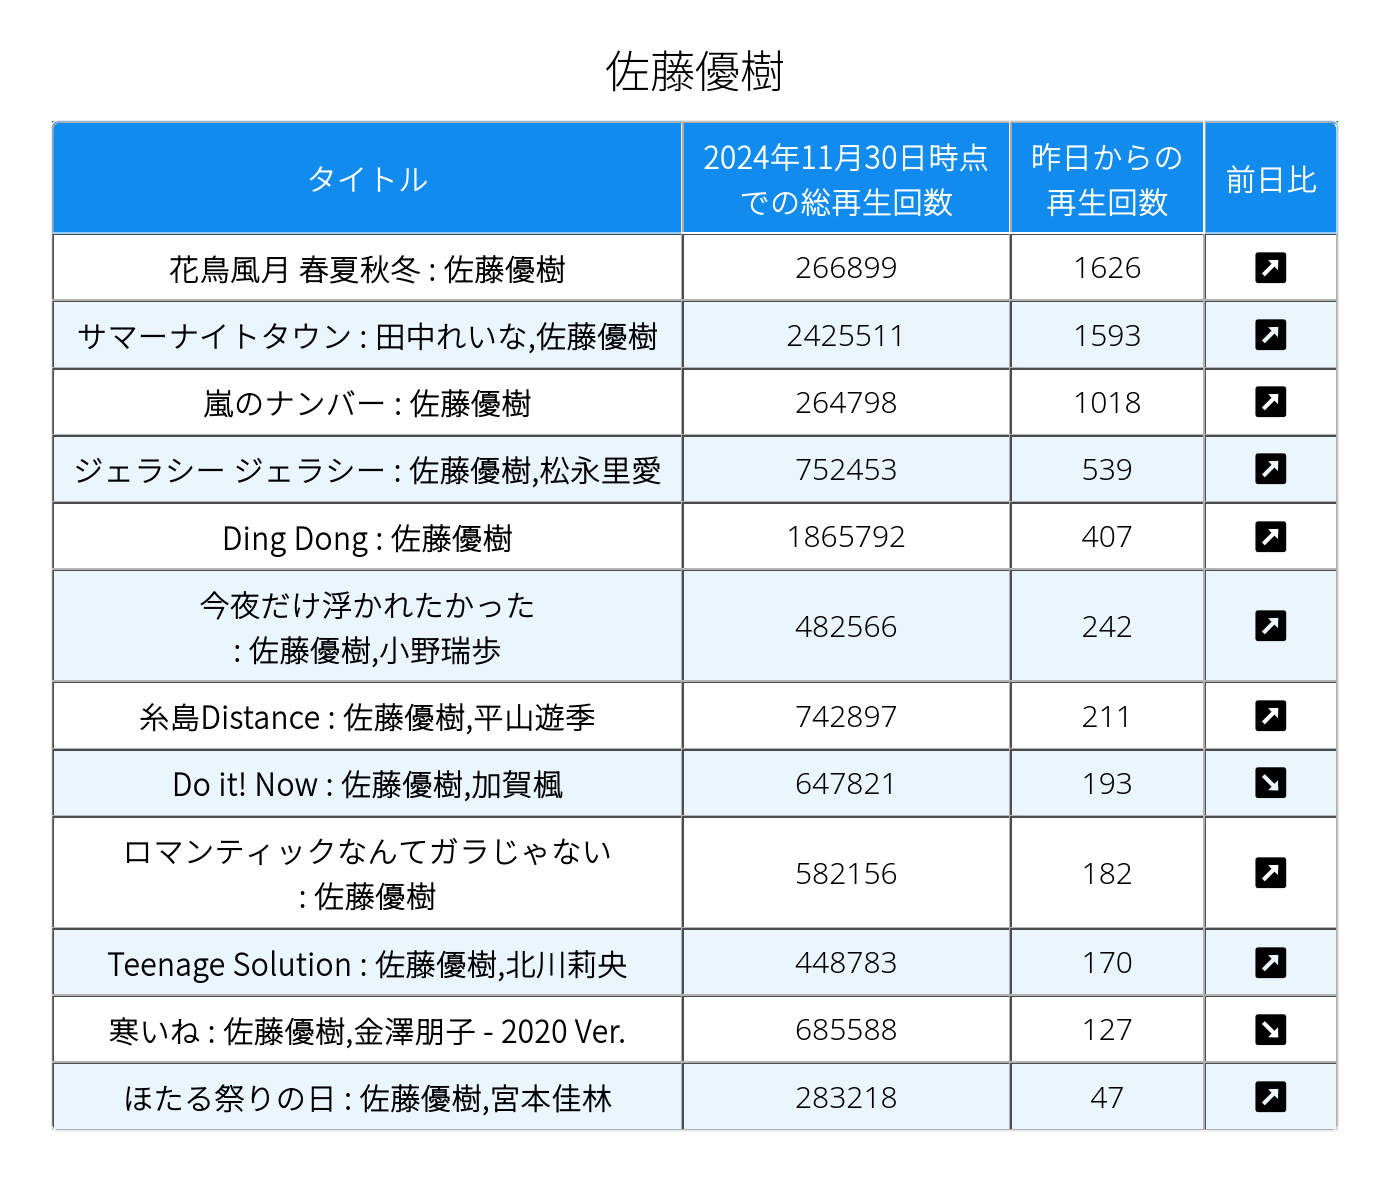 佐藤優樹
タイトル
2024年11月30日時点
での総再生回数
昨日からの
再生回数
前日比
花鳥風月 春夏秋冬 : 佐藤優樹
266899
1626
サマーナイトタウン : 田中れいな,佐藤優樹
2425511
1593
嵐のナンバー : 佐藤優樹
264798
1018
ジェラシー ジェラシー : 佐藤優樹,松永里愛
752453
539
Ding Dong : 佐藤優樹
1865792
407
今夜だけ浮かれたかった
: 佐藤優樹,小野瑞歩
482566
242
糸島Distance : 佐藤優樹,平山遊季
742897
211
Do it! Now : 佐藤優樹,加賀楓
647821
193
ロマンティックなんてガラじゃない
: 佐藤優樹
582156
182
Teenage Solution : 佐藤優樹,北川莉央
448783
170
寒いね : 佐藤優樹,金澤朋子 - 2020 Ver.
685588
127
ほたる祭りの日 : 佐藤優樹,宮本佳林
283218
47